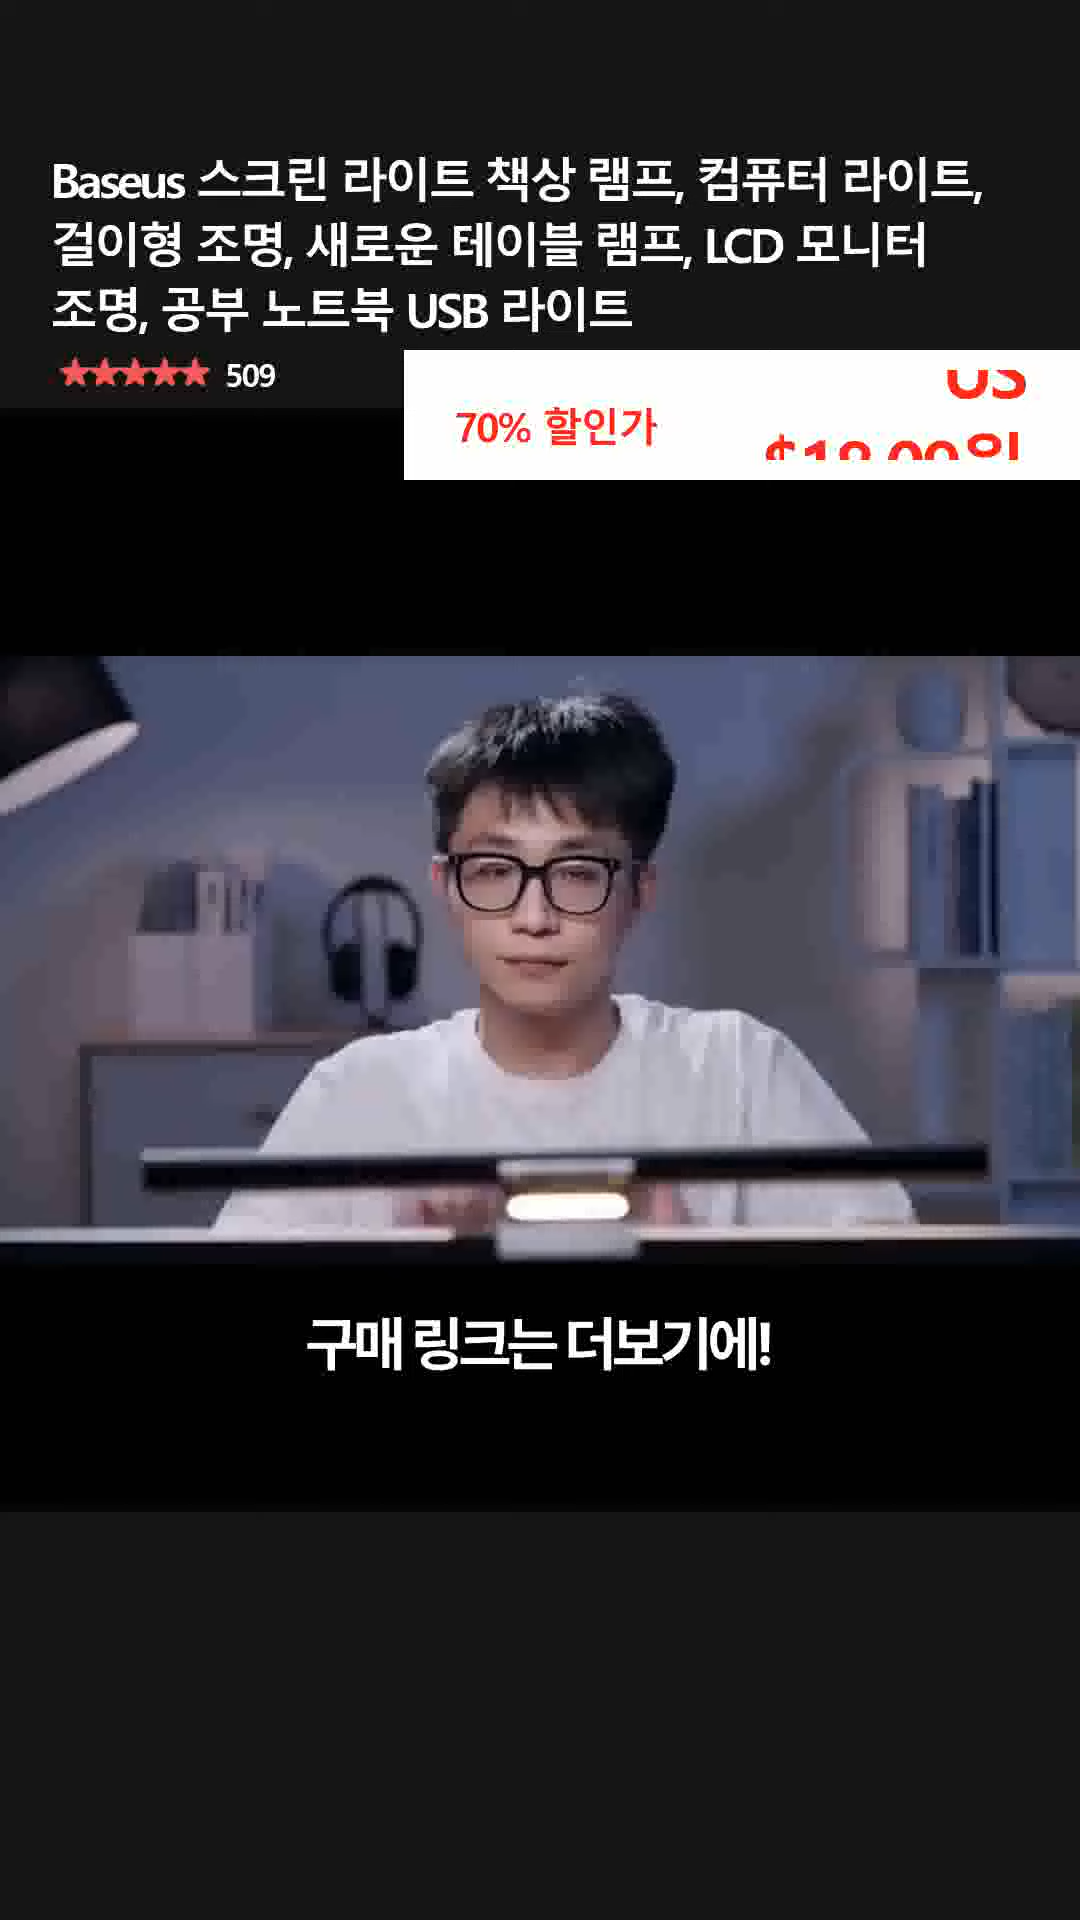 Baseus 스크린 라이트 책상 램프, 컴퓨터 라이트,
걸이형 조명, 새로운 테이블 램프, LCD 모니터
조명, 공부 노트북 USB 라이트
509
70% 할인가
US
구매 링크는 더보기에!